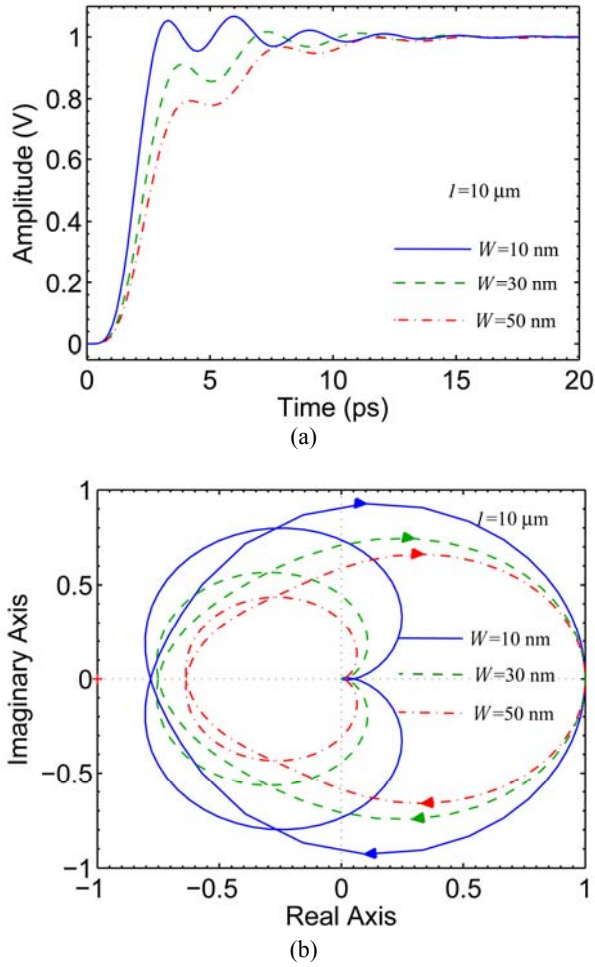 1
0.8
0.6
0.4
0.2
0
Amplitude (V)
l=10 μm
W=10 nm
W=30 nm
W=50 nm
0 5 10 15 20
Time (ps)
(a)
1
0.5
0
−0.5
−1
Imaginary Axis
l=10 μm
W=10 nm
W=30 nm
W=50 nm
−1 −0.5 0 0.5 1
Real Axis
(b)